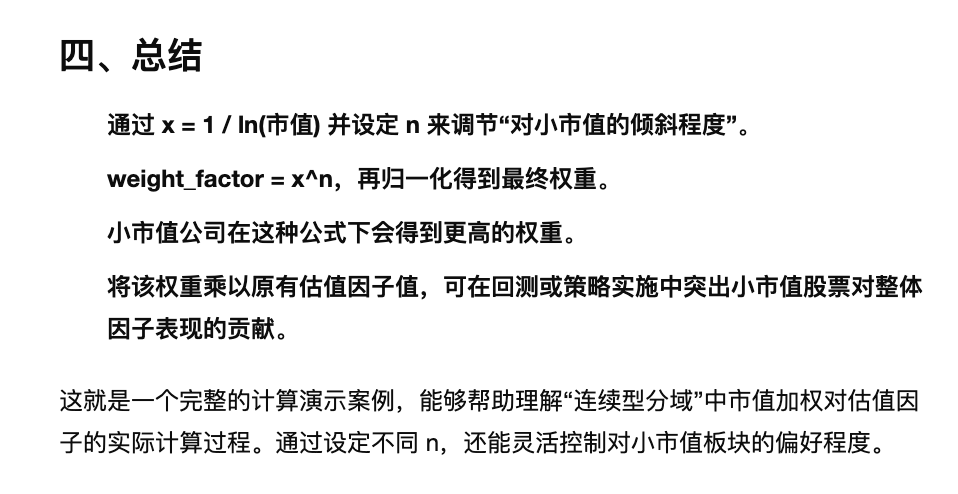 四、总结
通过 x = 1 / ln(市值) 并设定 n 来调节“对小市值的倾斜程度”。
weight_factor = x^n，再归一化得到最终权重。
小市值公司在这种公式下会得到更高的权重。
将该权重乘以原有估值因子值，可在回测或策略实施中突出小市值股票对整体
因子表现的贡献。
这就是一个完整的计算演示案例，能够帮助理解“连续型分域”中市值加权对估值因
子的实际计算过程。通过设定不同 n，还能灵活控制对小市值板块的偏好程度。